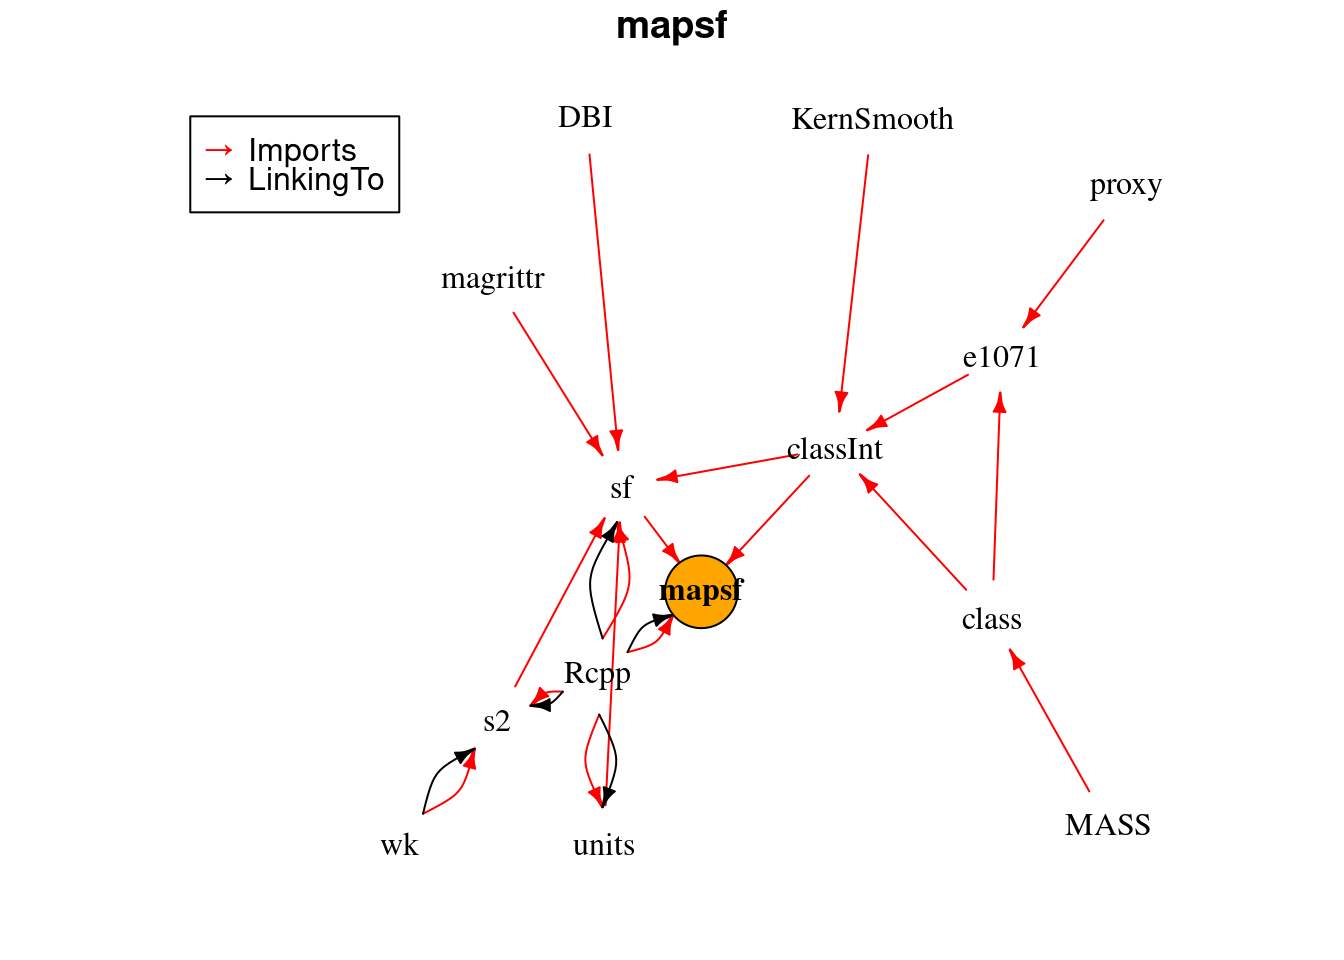 mapsf
DBI
KernSmooth
→ Imports
→ LinkingTo
proxy
magrittr
e1071
classInt
sf
mapsf
class
Rcpp
s2
MASS
wk
units